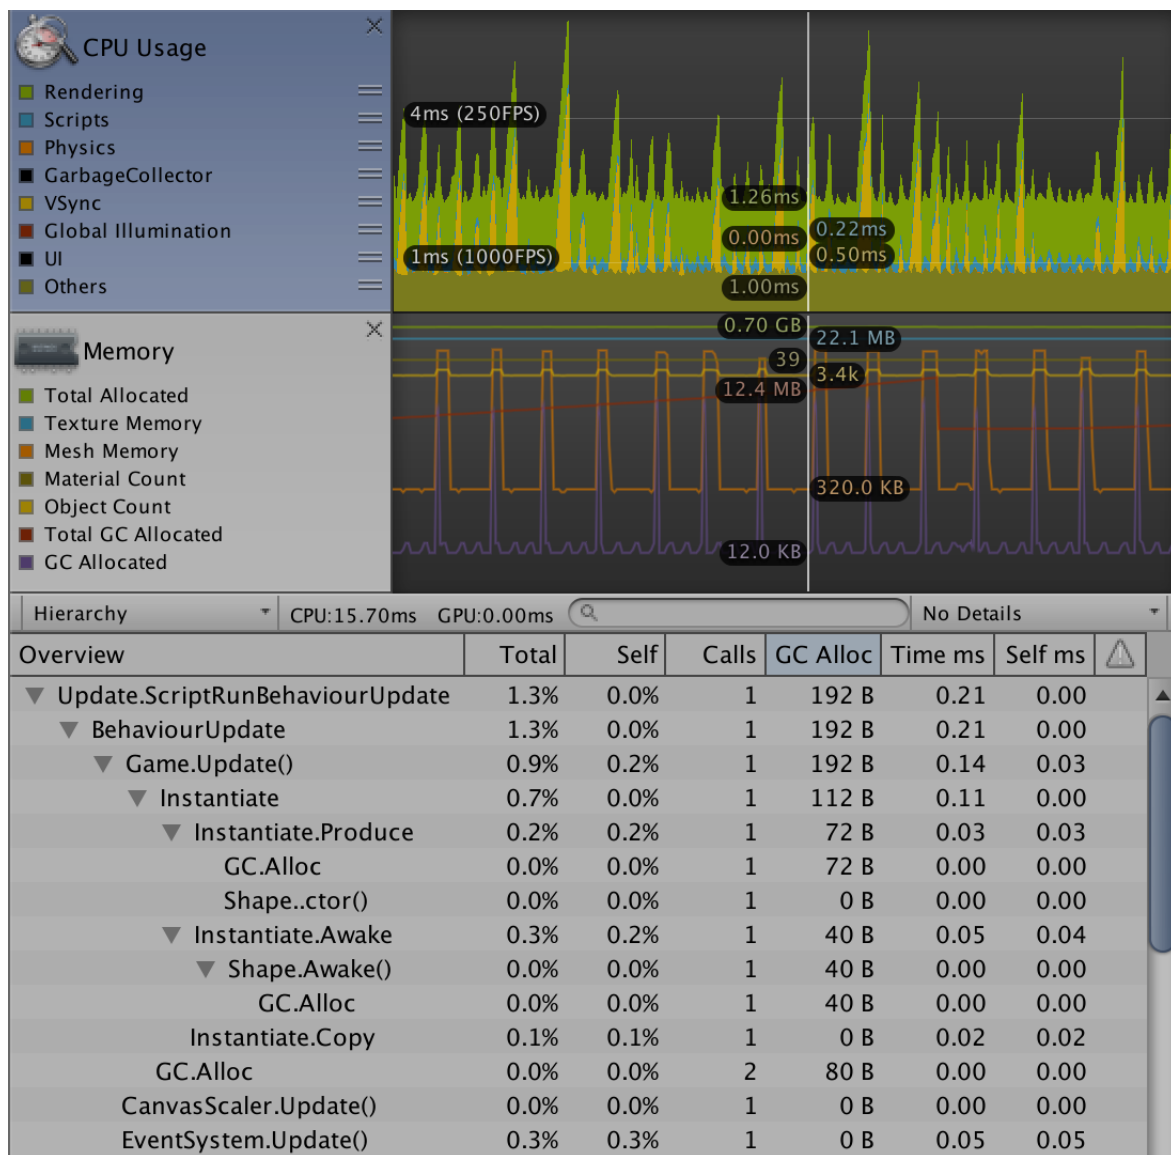 CPU Usage
Rendering
Scripts
Physics
GarbageCollector
VSync
Global Illumination
UI
Others
4ms (250FPS)
1.26ms
0.00ms
0.22ms
0.50ms
1ms (1000FPS)
1.00ms
Memory
Total Allocated
Texture Memory
Mesh Memory
Material Count
Object Count
Total GC Allocated
GC Allocated
0.70 GB
22.1 MB
39
3.4k
12.4 MB
320.0 KB
12.0 KB
Hierarchy CPU:15.70ms GPU:0.00ms No Details
Overview Total Self Calls GC Alloc Time ms Self ms
Update.ScriptRunBehaviourUpdate 1.3% 0.0% 1 192 B 0.21 0.00
BehaviourUpdate 1.3% 0.0% 1 192 B 0.21 0.00
Game.Update() 0.9% 0.2% 1 192 B 0.14 0.03
Instantiate 0.7% 0.0% 1 112 B 0.11 0.00
Instantiate.Produce 0.2% 0.2% 1 72 B 0.03 0.03
GC.Alloc 0.0% 0.0% 1 72 B 0.00 0.00
Shape..ctor() 0.0% 0.0% 1 0 B 0.00 0.00
Instantiate.Awake 0.3% 0.2% 1 40 B 0.05 0.04
Shape.Awake() 0.0% 0.0% 1 40 B 0.00 0.00
GC.Alloc 0.0% 0.0% 1 40 B 0.00 0.00
Instantiate.Copy 0.1% 0.1% 1 0 B 0.02 0.02
GC.Alloc 0.0% 0.0% 2 80 B 0.00 0.00
CanvasScaler.Update() 0.0% 0.0% 1 0 B 0.00 0.00
EventSystem.Update() 0.3% 0.3% 1 0 B 0.05 0.05